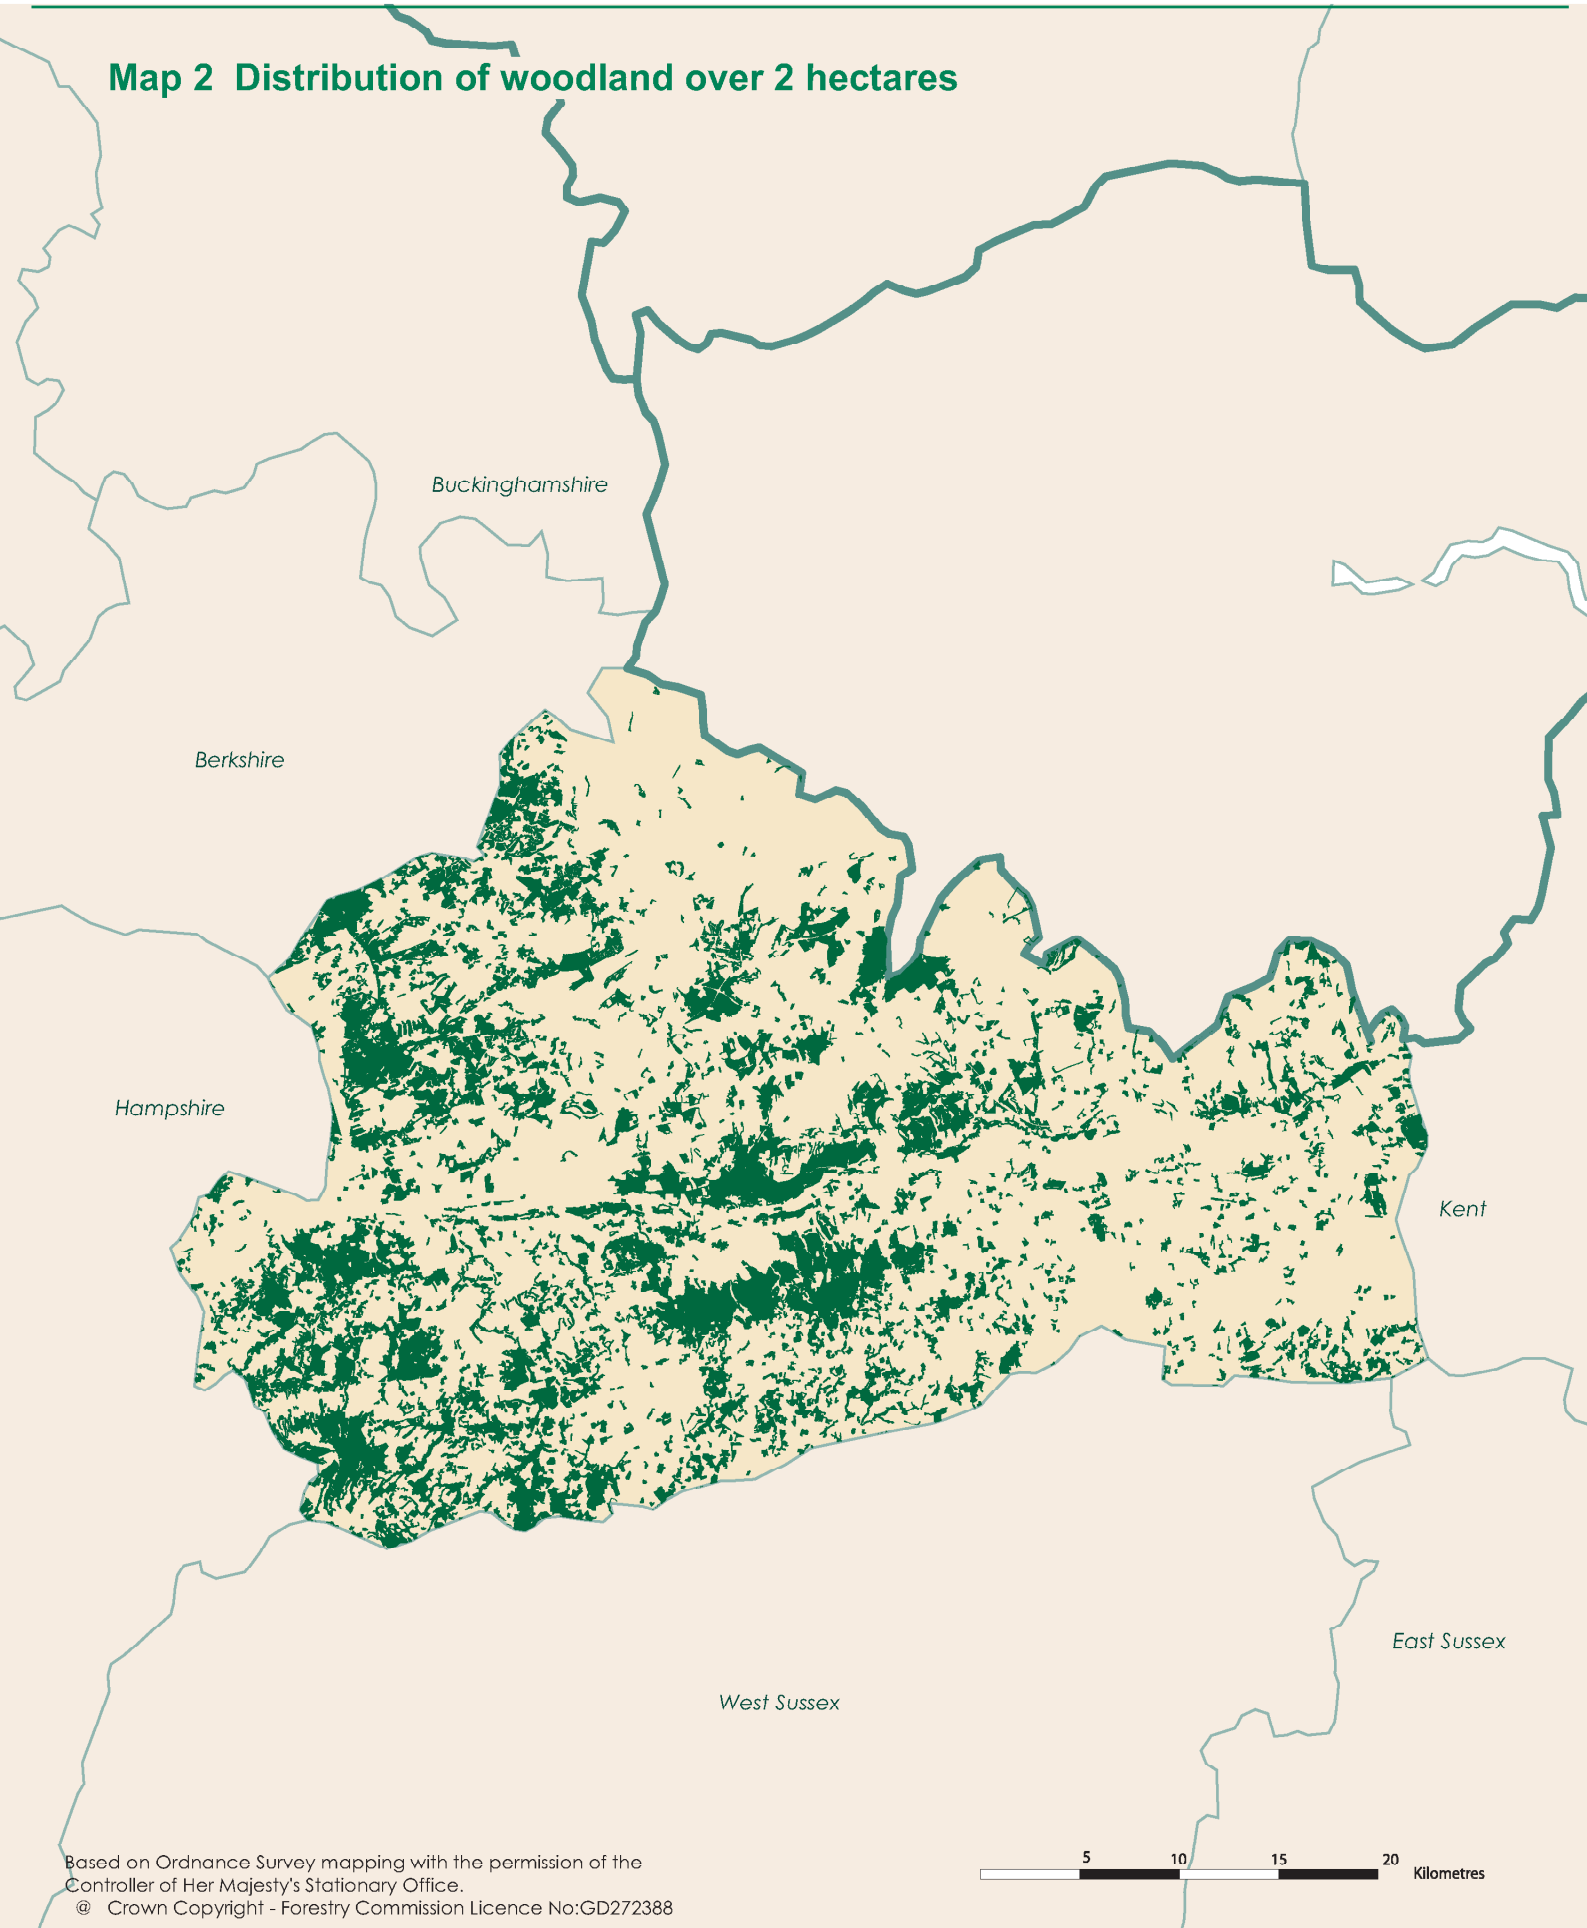 Map 2 Distribution of woodland over 2 hectares
Buckinghamshire
Berkshire
Hampshire
Kent
East Sussex
West Sussex
Based on Ordnance Survey mapping with the permission of the
Controller of Her Majesty's Stationary Office.
@ Crown Copyright - Forestry Commission Licence No:GD272388
5 10 15 20
Kilometres